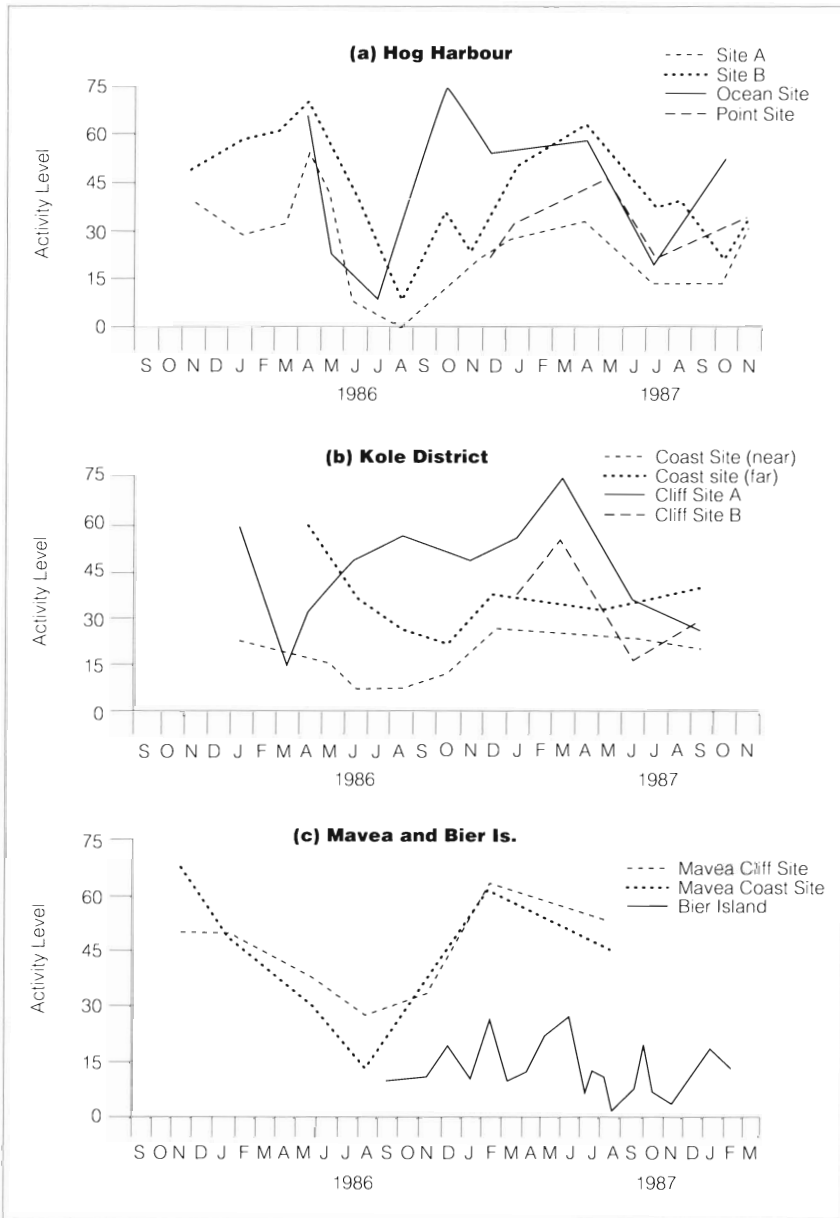 (a) Hog Harbour
Site A
Site B
Ocean Site
Point Site
Activity Level
75
60
45
30
15
0
S O N D J F M A M J J A S O N D J F M A M J J A S O N
1986 1987
(b) Kole District
Coast Site (near)
Coast site (far)
Cliff Site A
Cliff Site B
Activity Level
75
60
45
30
15
0
S O N D J F M A M J J A S O N D J F M A M J J A S O N
1986 1987
(c) Mavea and Bier Is.
Mavea Cliff Site
Mavea Coast Site
Bier Island
Activity Level
75
60
45
30
15
0
S O N D J F M A M J J A S O N D J F M A M J J A S O N D J F M
1986 1987